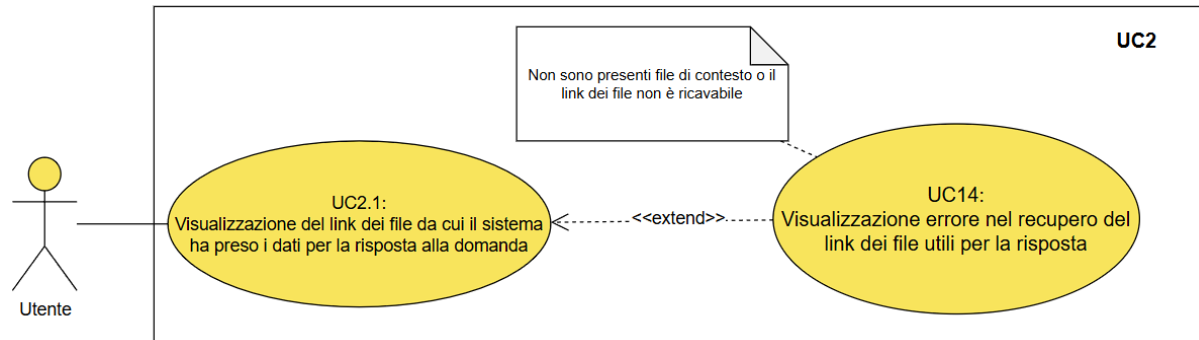 UC2
Non sono presenti file di contesto o il
link dei file non è ricavabile
UC2.1:
Visualizzazione del link dei file da cui il sistema
ha preso i dati per la risposta alla domanda
<<extend>>
UC14:
Visualizzazione errore nel recupero del
link dei file utili per la risposta
Utente